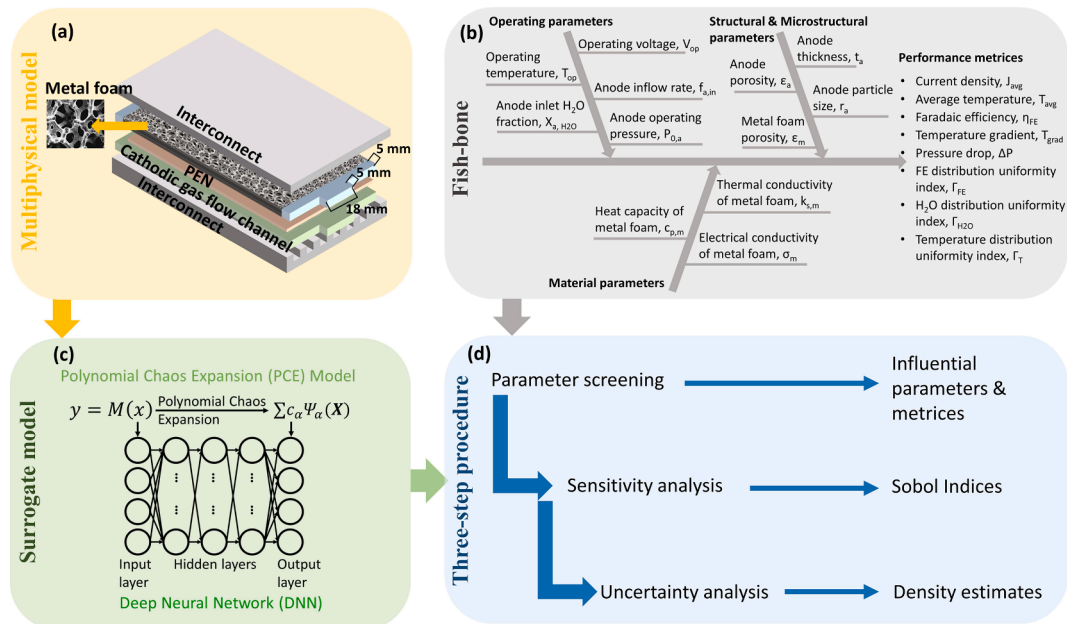 (a)
Multiphysical model
Metal foam
Interconnect
PEN
Cathodic gas flow channel
Interconnect
5 mm
5 mm
18 mm
(b)
Fish-bone
Operating parameters
Operating voltage, V_op
Operating
temperature, T_op
Anode inflow rate, f_a,in
Anode inlet H₂O
fraction, X_a, H2O
Anode operating
pressure, P_0,a
Structural & Microstructural
parameters
Anode
thickness, t_a
Anode
porosity, ε_a
Anode particle
size, r_a
Metal foam
porosity, ε_m
Thermal conductivity
of metal foam, k_s,m
Heat capacity of
metal foam, c_p,m
Electrical conductivity
of metal foam, σ_m
Material parameters
Performance metrics
• Current density, J_avg
• Average temperature, T_avg
• Faradaic efficiency, η_FE
• Temperature gradient, T_grad
• Pressure drop, ΔP
• FE distribution uniformity
index, Γ_FE
• H₂O distribution uniformity
index, Γ_H2O
• Temperature distribution
uniformity index, Γ_T
(c)
Surrogate model
Polynomial Chaos Expansion (PCE) Model
y = M(x) Polynomial Chaos ∑c_αΨ_α(X)
Expansion
Input
layer
Hidden layers
Output
layer
Deep Neural Network (DNN)
(d)
Three-step procedure
Parameter screening
Influential
parameters &
metrices
Sensitivity analysis
Sobol Indices
Uncertainty analysis
Density estimates